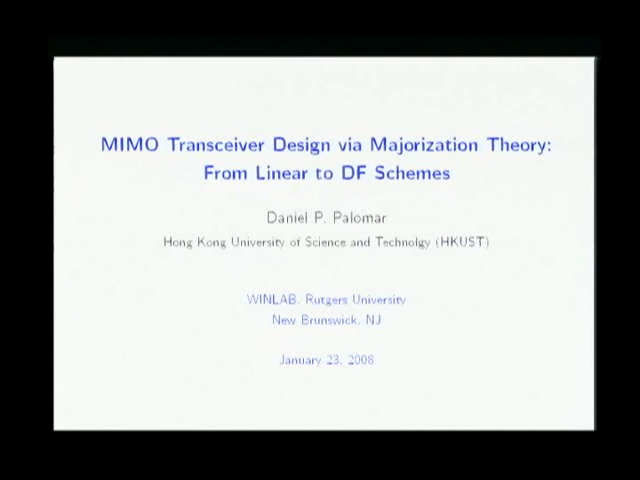 MIMO Transceiver Design via Majorization Theory:
From Linear to DF Schemes
Daniel P. Palomar
Hong Kong University of Science and Technolgy (HKUST)
WINLAB, Rutgers University
New Brunswick, NJ
January 23, 2008